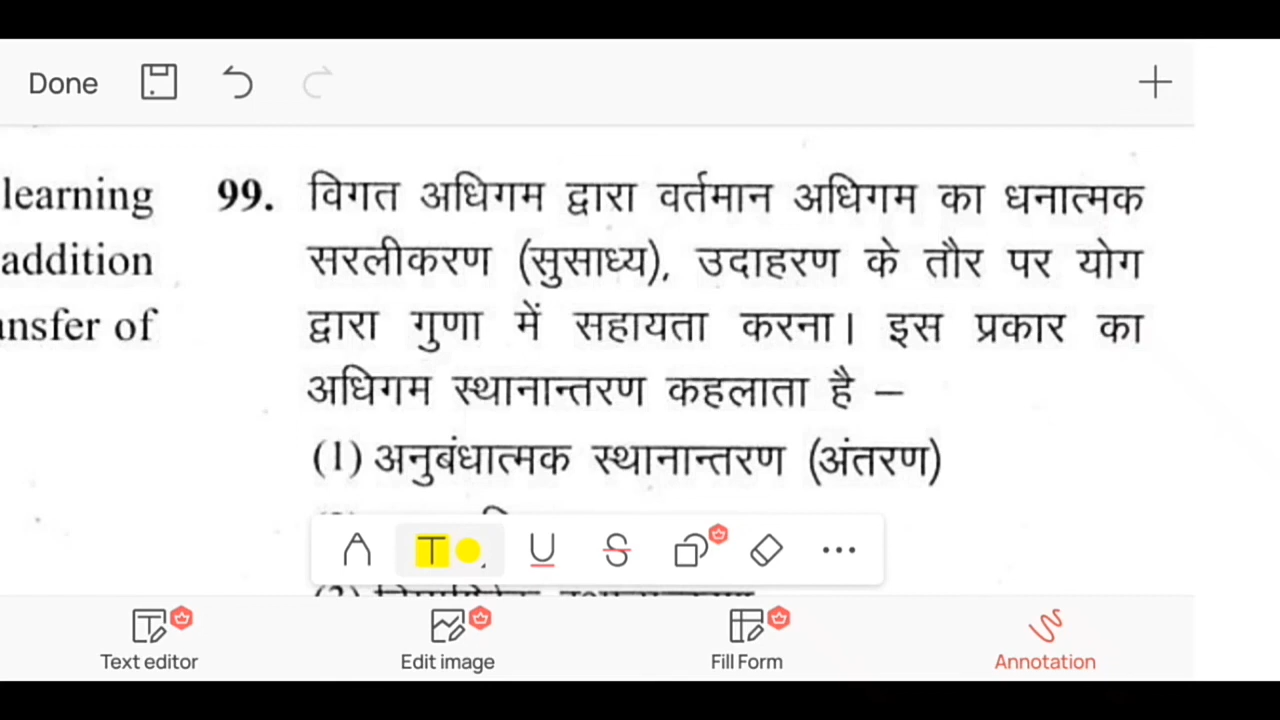 Done
learning
addition
nsfer of
99. विगत अधिगम द्वारा वर्तमान अधिगम का धनात्मक
सरलीकरण (सुसाध्य), उदाहरण के तौर पर योग
द्वारा गुणा में सहायता करना। इस प्रकार का
अधिगम स्थानान्तरण कहलाता है –
(1) अनुबंधात्मक स्थानान्तरण (अंतरण)
T U S
Text editor
Edit image
Fill Form
Annotation